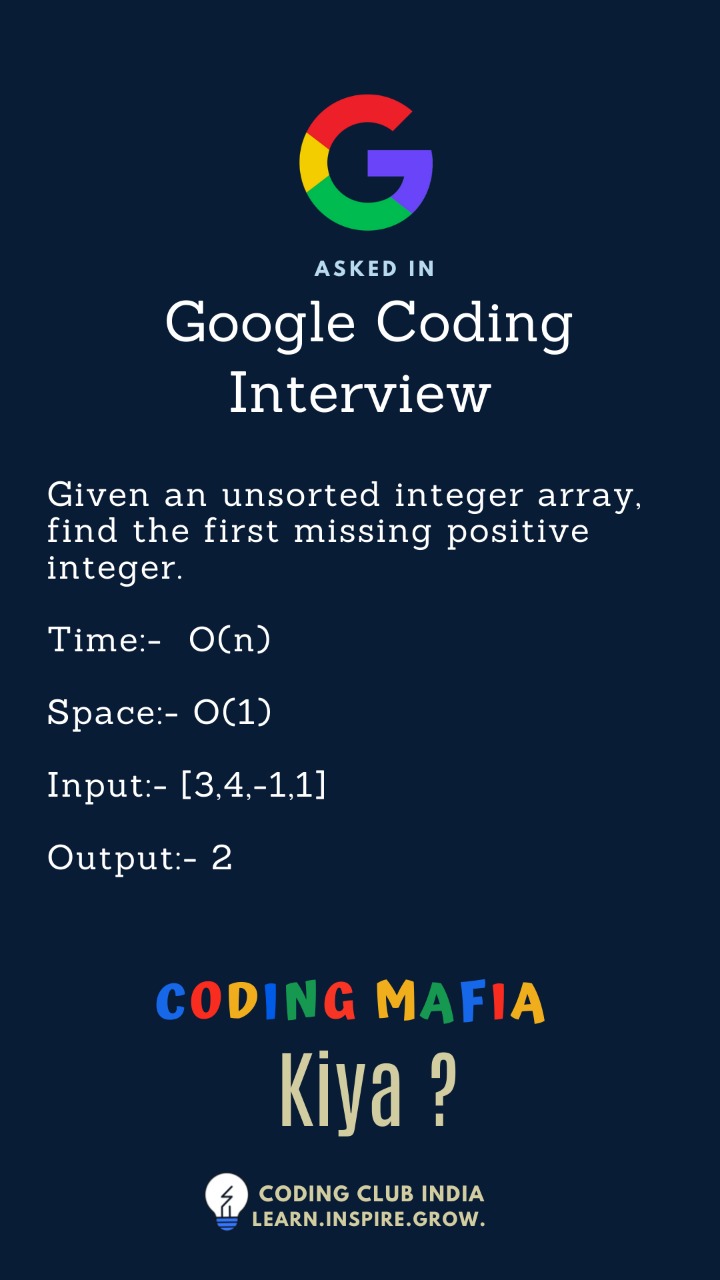 G
ASKED IN
Google Coding
Interview
Given an unsorted integer array,
find the first missing positive
integer.
Time:- O(n)
Space:- O(1)
Input:- [3,4,-1,1]
Output:- 2
CODING MAFIA
Kiya ?
CODING CLUB INDIA
LEARN.INSPIRE.GROW.